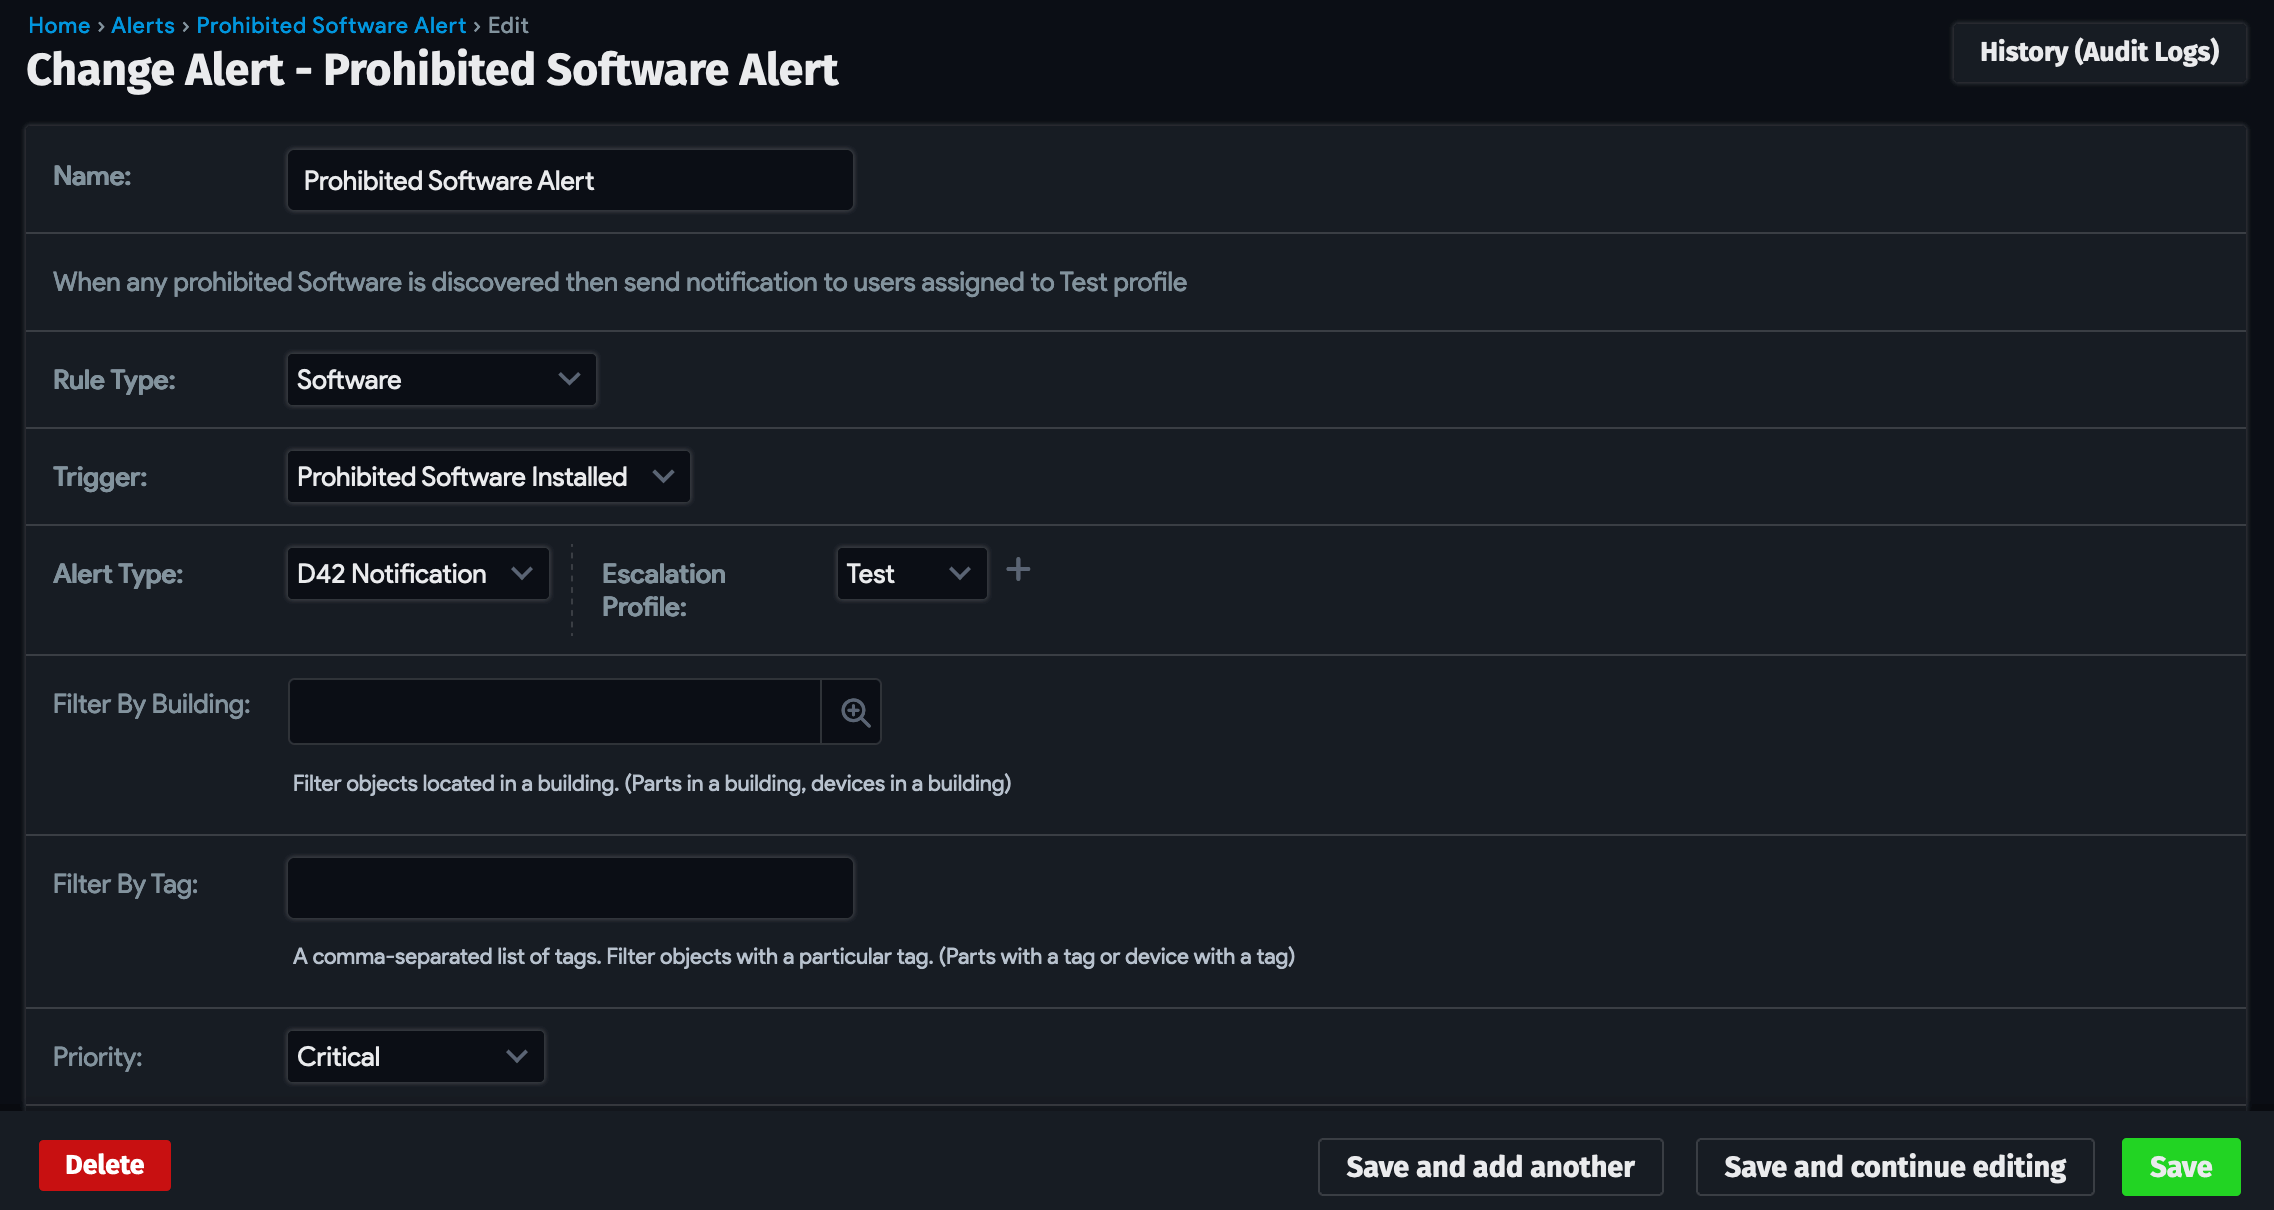 Home › Alerts › Prohibited Software Alert › Edit
Change Alert - Prohibited Software Alert
History (Audit Logs)
Name: Prohibited Software Alert
When any prohibited Software is discovered then send notification to users assigned to Test profile
Rule Type: Software
Trigger: Prohibited Software Installed
Alert Type: D42 Notification
Escalation
Profile:
Test
Filter By Building:
Filter objects located in a building. (Parts in a building, devices in a building)
Filter By Tag:
A comma-separated list of tags. Filter objects with a particular tag. (Parts with a tag or device with a tag)
Priority: Critical
Delete
Save and add another
Save and continue editing
Save